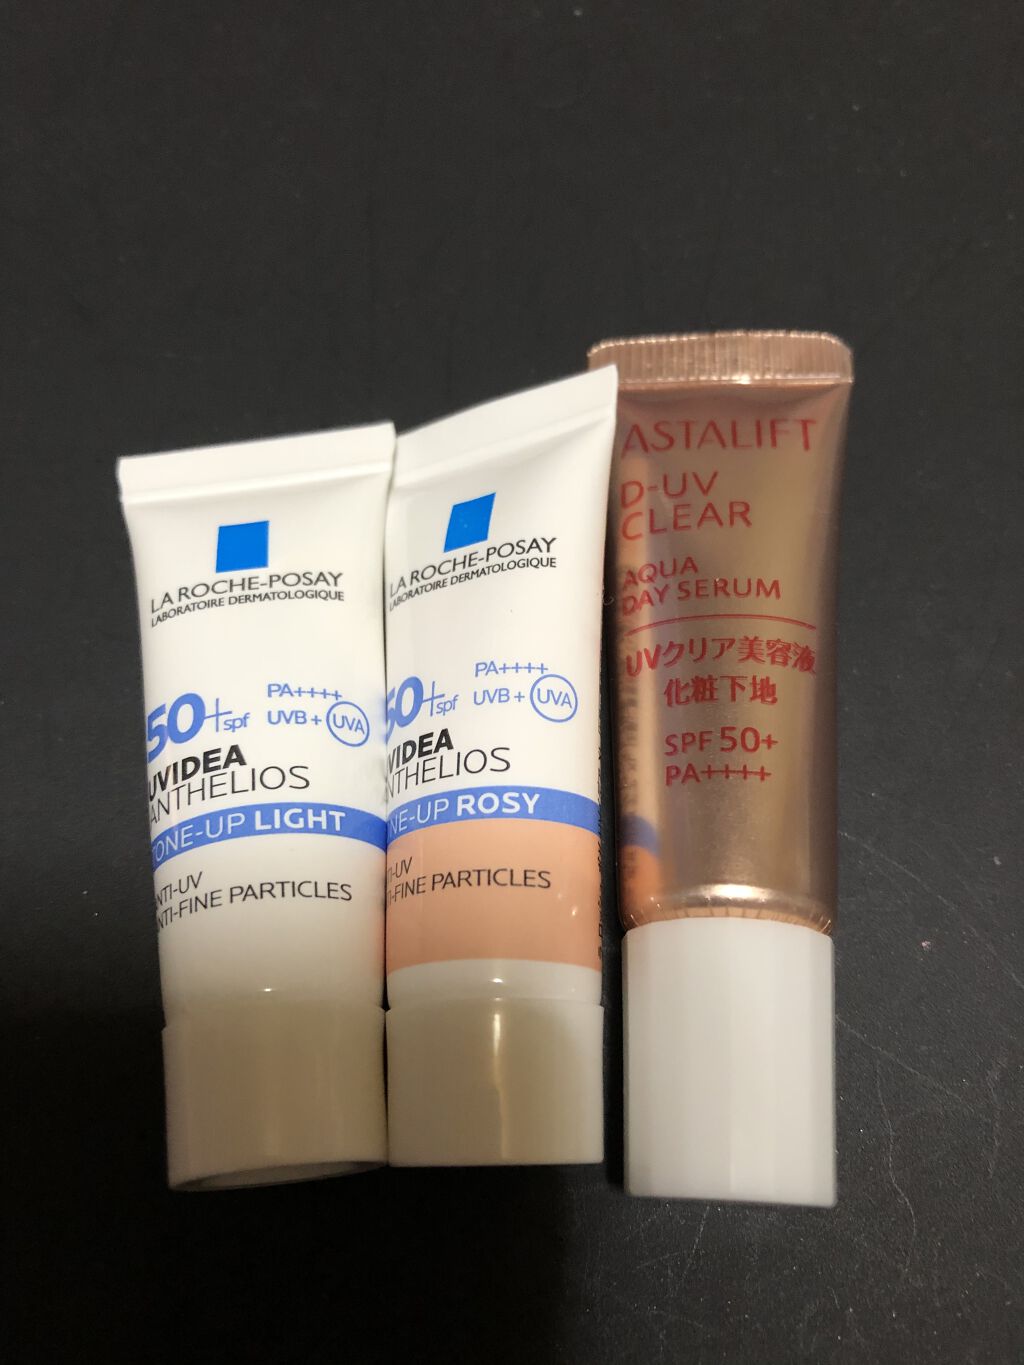 LA ROCHE-POSAY
LABORATOIRE DERMATOLOGIQUE
50+spf
PA++++
UVB + UVA
UVIDEA
ANTHELIOS
TONE-UP LIGHT
ANTI-UV
ANTI-FINE PARTICLES
LA ROCHE-POSAY
LABORATOIRE DERMATOLOGIQUE
50+spf
PA++++
UVB + UVA
VIDEA
NTHELIOS
NE-UP ROSY
TI-UV
TI-FINE PARTICLES
ASTALIFT
D-UV
CLEAR
AQUA
DAY SERUM
UVクリア美容液
化粧下地
SPF 50+
PA++++